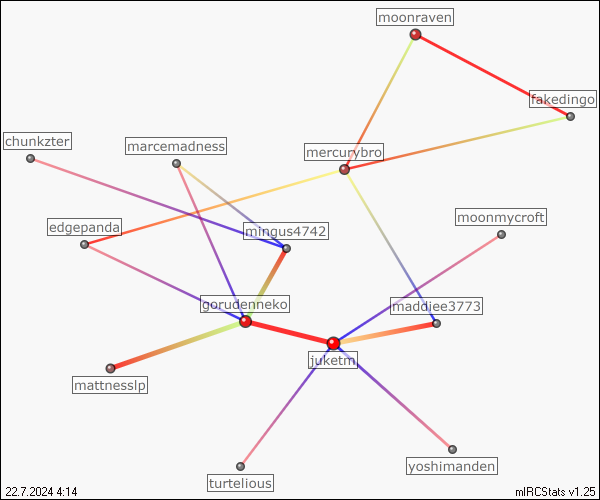 moonraven
fakedingo
chunkzter
marcemadness
mercurybro
moonmycroft
edgepanda
mingus4742
gorudenneko
maddiee3773
juketm
mattnesslp
yoshimanden
turtelious
22.7.2024 4:14
mIRCStats v1.25